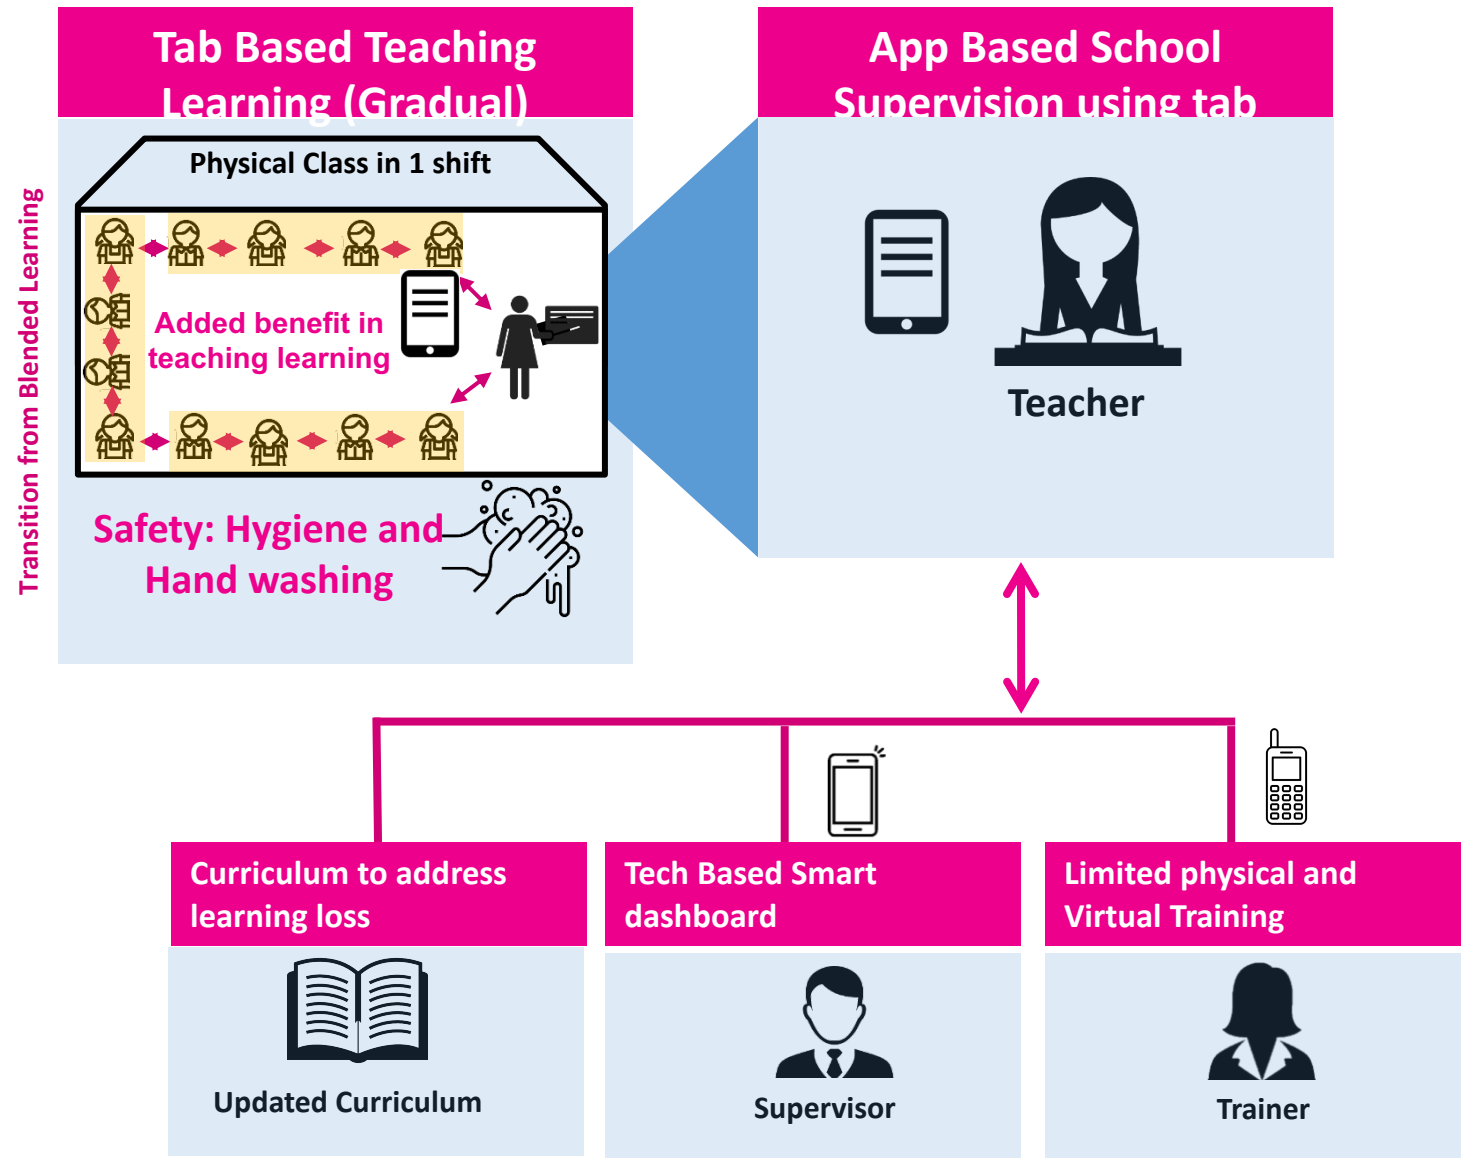 Tab Based Teaching
Learning (Gradual)
App Based School
Supervision using tab
Transition from Blended Learning
Physical Class in 1 shift
Added benefit in
teaching learning
Safety: Hygiene and
Hand washing
Teacher
Curriculum to address
learning loss
Tech Based Smart
dashboard
Limited physical and
Virtual Training
Updated Curriculum
Supervisor
Trainer